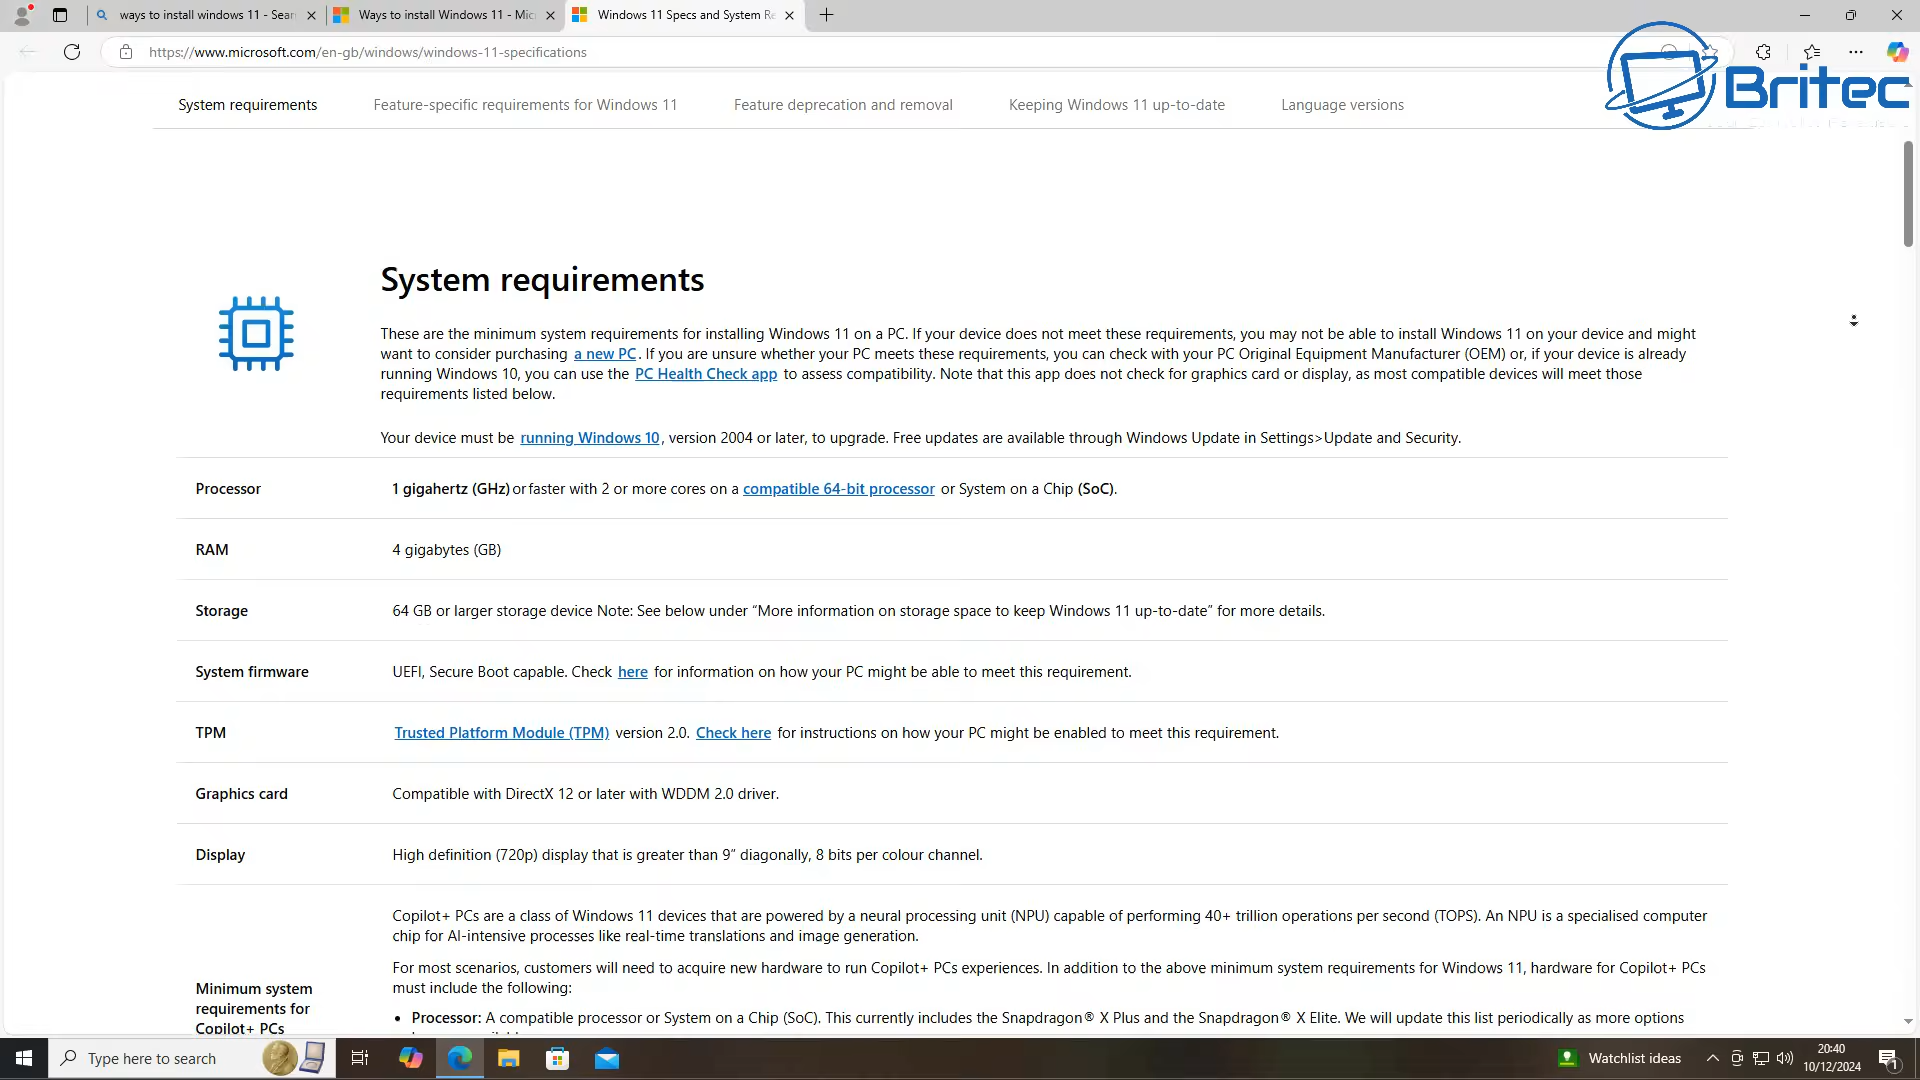 ways to install windows 11 - Sear
Ways to install Windows 11 - Mic
Windows 11 Specs and System Re
https://www.microsoft.com/en-gb/windows/windows-11-specifications
Britec
System requirements
Feature-specific requirements for Windows 11
Feature deprecation and removal
Keeping Windows 11 up-to-date
Language versions
System requirements
These are the minimum system requirements for installing Windows 11 on a PC. If your device does not meet these requirements, you may not be able to install Windows 11 on your device and might
want to consider purchasing a new PC. If you are unsure whether your PC meets these requirements, you can check with your PC Original Equipment Manufacturer (OEM) or, if your device is already
running Windows 10, you can use the PC Health Check app to assess compatibility. Note that this app does not check for graphics card or display, as most compatible devices will meet those
requirements listed below.
Your device must be running Windows 10, version 2004 or later, to upgrade. Free updates are available through Windows Update in Settings>Update and Security.
Processor
1 gigahertz (GHz) or faster with 2 or more cores on a compatible 64-bit processor or System on a Chip (SoC).
RAM
4 gigabytes (GB)
Storage
64 GB or larger storage device Note: See below under “More information on storage space to keep Windows 11 up-to-date” for more details.
System firmware
UEFI, Secure Boot capable. Check here for information on how your PC might be able to meet this requirement.
TPM
Trusted Platform Module (TPM) version 2.0. Check here for instructions on how your PC might be enabled to meet this requirement.
Graphics card
Compatible with DirectX 12 or later with WDDM 2.0 driver.
Display
High definition (720p) display that is greater than 9” diagonally, 8 bits per colour channel.
Copilot+ PCs are a class of Windows 11 devices that are powered by a neural processing unit (NPU) capable of performing 40+ trillion operations per second (TOPS). An NPU is a specialised computer
chip for AI-intensive processes like real-time translations and image generation.
For most scenarios, customers will need to acquire new hardware to run Copilot+ PCs experiences. In addition to the above minimum system requirements for Windows 11, hardware for Copilot+ PCs
must include the following:
Minimum system
requirements for
Copilot+ PCs
• Processor: A compatible processor or System on a Chip (SoC). This currently includes the Snapdragon® X Plus and the Snapdragon® X Elite. We will update this list periodically as more options
Type here to search
Watchlist ideas
20:40
10/12/2024
1